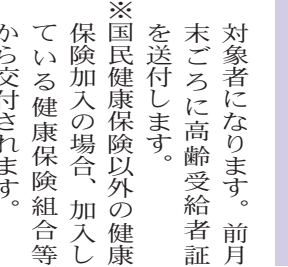 対象者になります。前月
末ごろに高齢受給者証
を送付します。
※国民健康保険以外の健康
保険加入の場合、加入し
ている健康保険組合等
から交付されます。